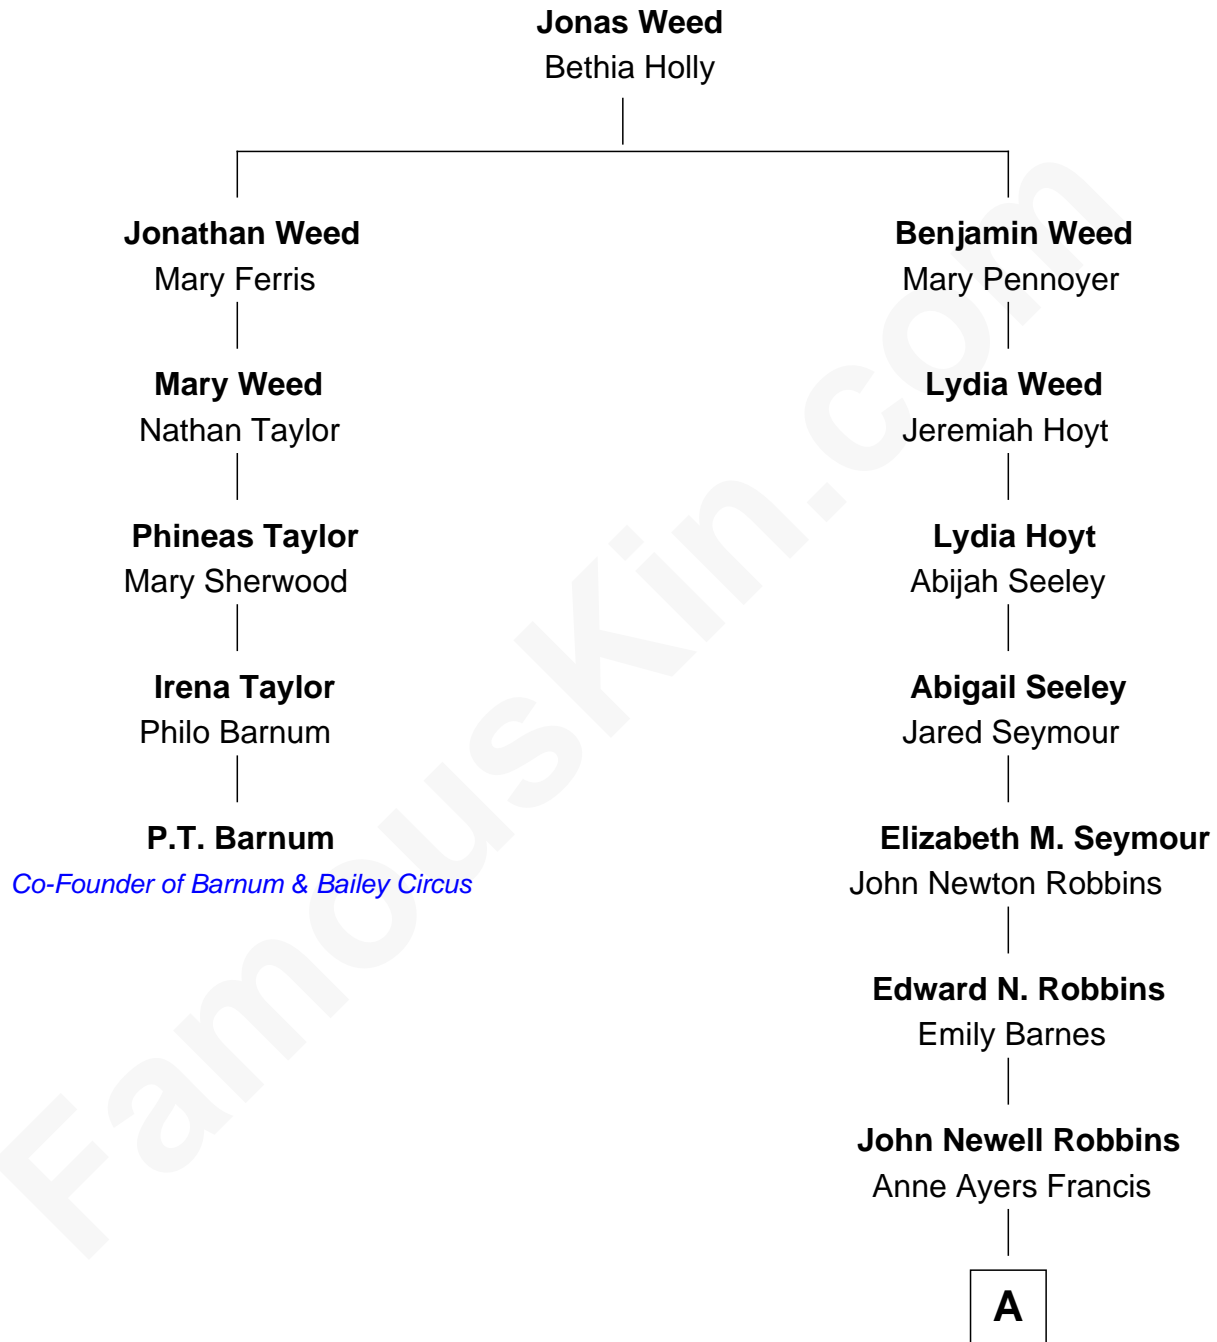 Jonas Weed
Bethia Holly
Jonathan Weed
Mary Ferris
Mary Weed
Nathan Taylor
Phineas Taylor
Mary Sherwood
Irena Taylor
Philo Barnum
P.T. Barnum
Co-Founder of Barnum & Bailey Circus
Benjamin Weed
Mary Pennoyer
Lydia Weed
Jeremiah Hoyt
Lydia Hoyt
Abijah Seeley
Abigail Seeley
Jared Seymour
Elizabeth M. Seymour
John Newton Robbins
Edward N. Robbins
Emily Barnes
John Newell Robbins
Anne Ayers Francis
A
FamousKin.com